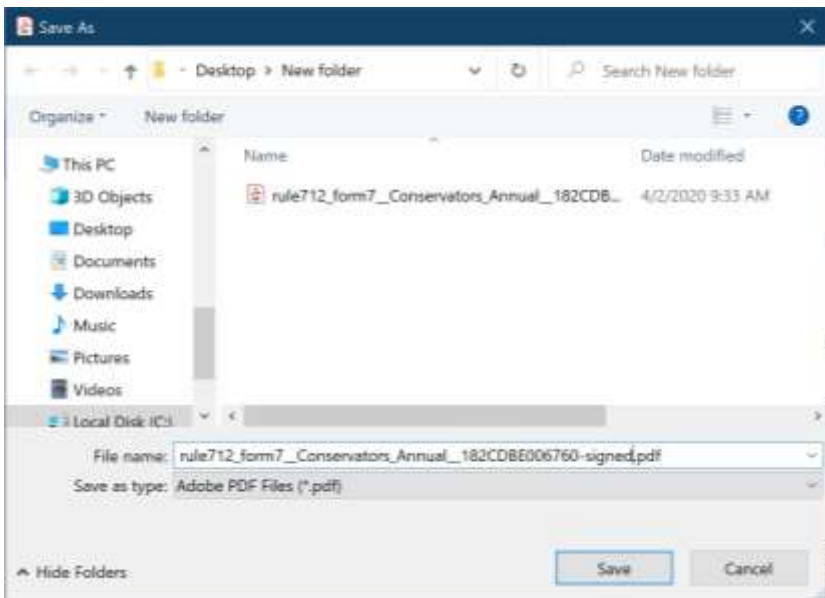 Save As
Desktop > New folder
Search New folder
Organize
New folder
Name
Date modified
This PC
3D Objects
Desktop
Documents
Downloads
Music
Pictures
Videos
Local Disk (C:)
rule712_form7__Conservators_Annual__182CDB... 4/2/2020 9:33 AM
File name: rule712_form7__Conservators_Annual__182CDBE006760-signed.pdf
Save as type: Adobe PDF Files (*.pdf)
Hide Folders
Save
Cancel